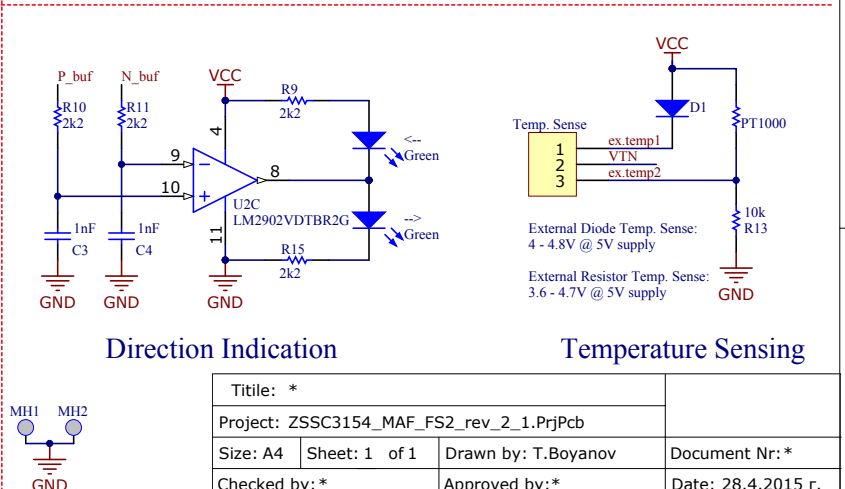 P_buf
N_buf
VCC
R9
2k2
R10
2k2
R11
2k2
4
9
10
8
11
<--
Green
-->
Green
U2C
LM2902VDTBR2G
R15
2k2
1nF
C3
1nF
C4
GND
GND
GND
Direction Indication
VCC
D1
PT1000
Temp. Sense
1
2
3
ex.temp1
VTN
ex.temp2
10k
R13
GND
External Diode Temp. Sense:
4 - 4.8V @ 5V supply
External Resistor Temp. Sense:
3.6 - 4.7V @ 5V supply
Temperature Sensing
MH1
MH2
GND
Titile: *
Project: ZSSC3154_MAF_FS2_rev_2_1.PrjPcb
Size: A4
Sheet: 1 of 1
Drawn by: T.Boyanov
Document Nr: *
Checked by: *
Approved by: *
Date: 28.4.2015 г.